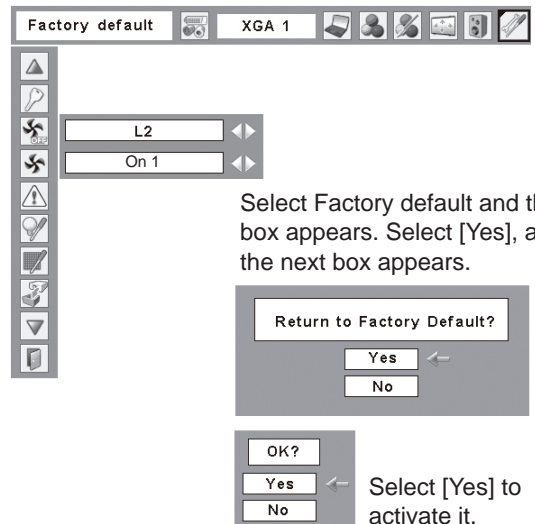 Factory default
XGA 1
OFF
L2
On 1
Select Factory default and
box appears. Select [Yes],
the next box appears.
Return to Factory Default?
Yes
No
OK?
Yes
No
Select [Yes] to
activate it.